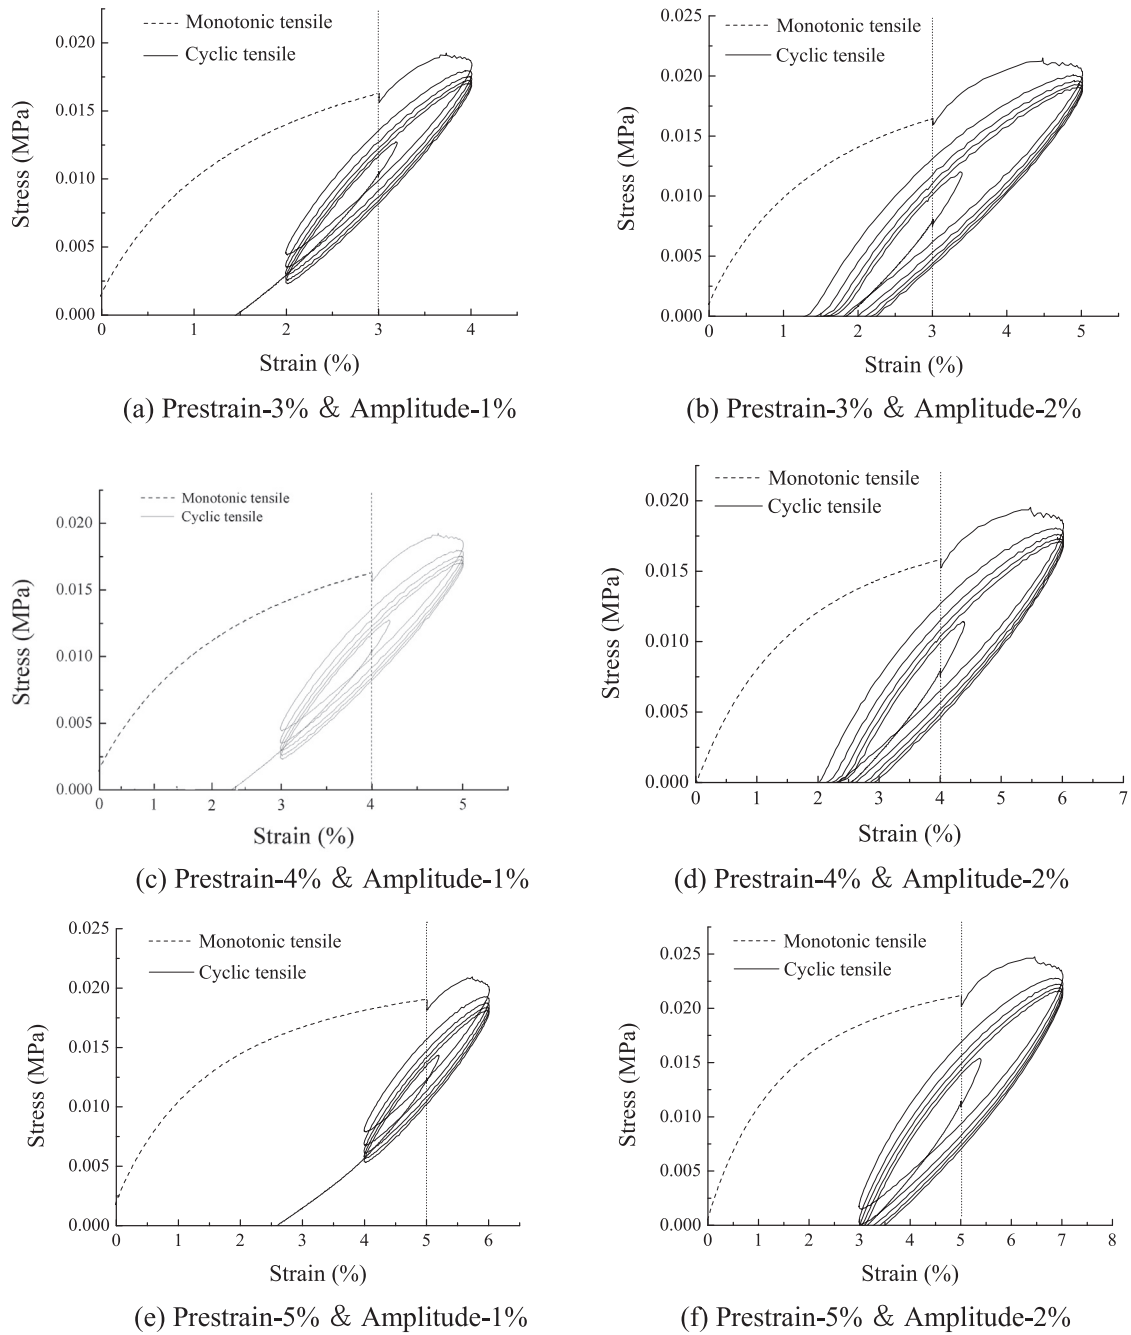 Monotonic tensile
Cyclic tensile
0.020
0.015
0.010
0.005
0.000
Stress (MPa)
0 1 2 3 4
Strain (%)
(a) Prestrain-3% & Amplitude-1%
0.025
Monotonic tensile
Cyclic tensile
0.020
0.015
0.010
0.005
0.000
Stress (MPa)
0 1 2 3 4 5
Strain (%)
(b) Prestrain-3% & Amplitude-2%
Monotonic tensile
Cyclic tensile
0.020
0.015
0.010
0.005
0.000
Stress (MPa)
0 1 2 3 4 5
Strain (%)
(c) Prestrain-4% & Amplitude-1%
Monotonic tensile
Cyclic tensile
0.020
0.015
0.010
0.005
0.000
Stress (MPa)
0 1 2 3 4 5 6 7
Strain (%)
(d) Prestrain-4% & Amplitude-2%
0.025
Monotonic tensile
Cyclic tensile
0.020
0.015
0.010
0.005
0.000
Stress (MPa)
0 1 2 3 4 5 6
Strain (%)
(e) Prestrain-5% & Amplitude-1%
Monotonic tensile
0.025
Cyclic tensile
0.020
0.015
0.010
0.005
0.000
Stress (MPa)
0 1 2 3 4 5 6 7 8
Strain (%)
(f) Prestrain-5% & Amplitude-2%